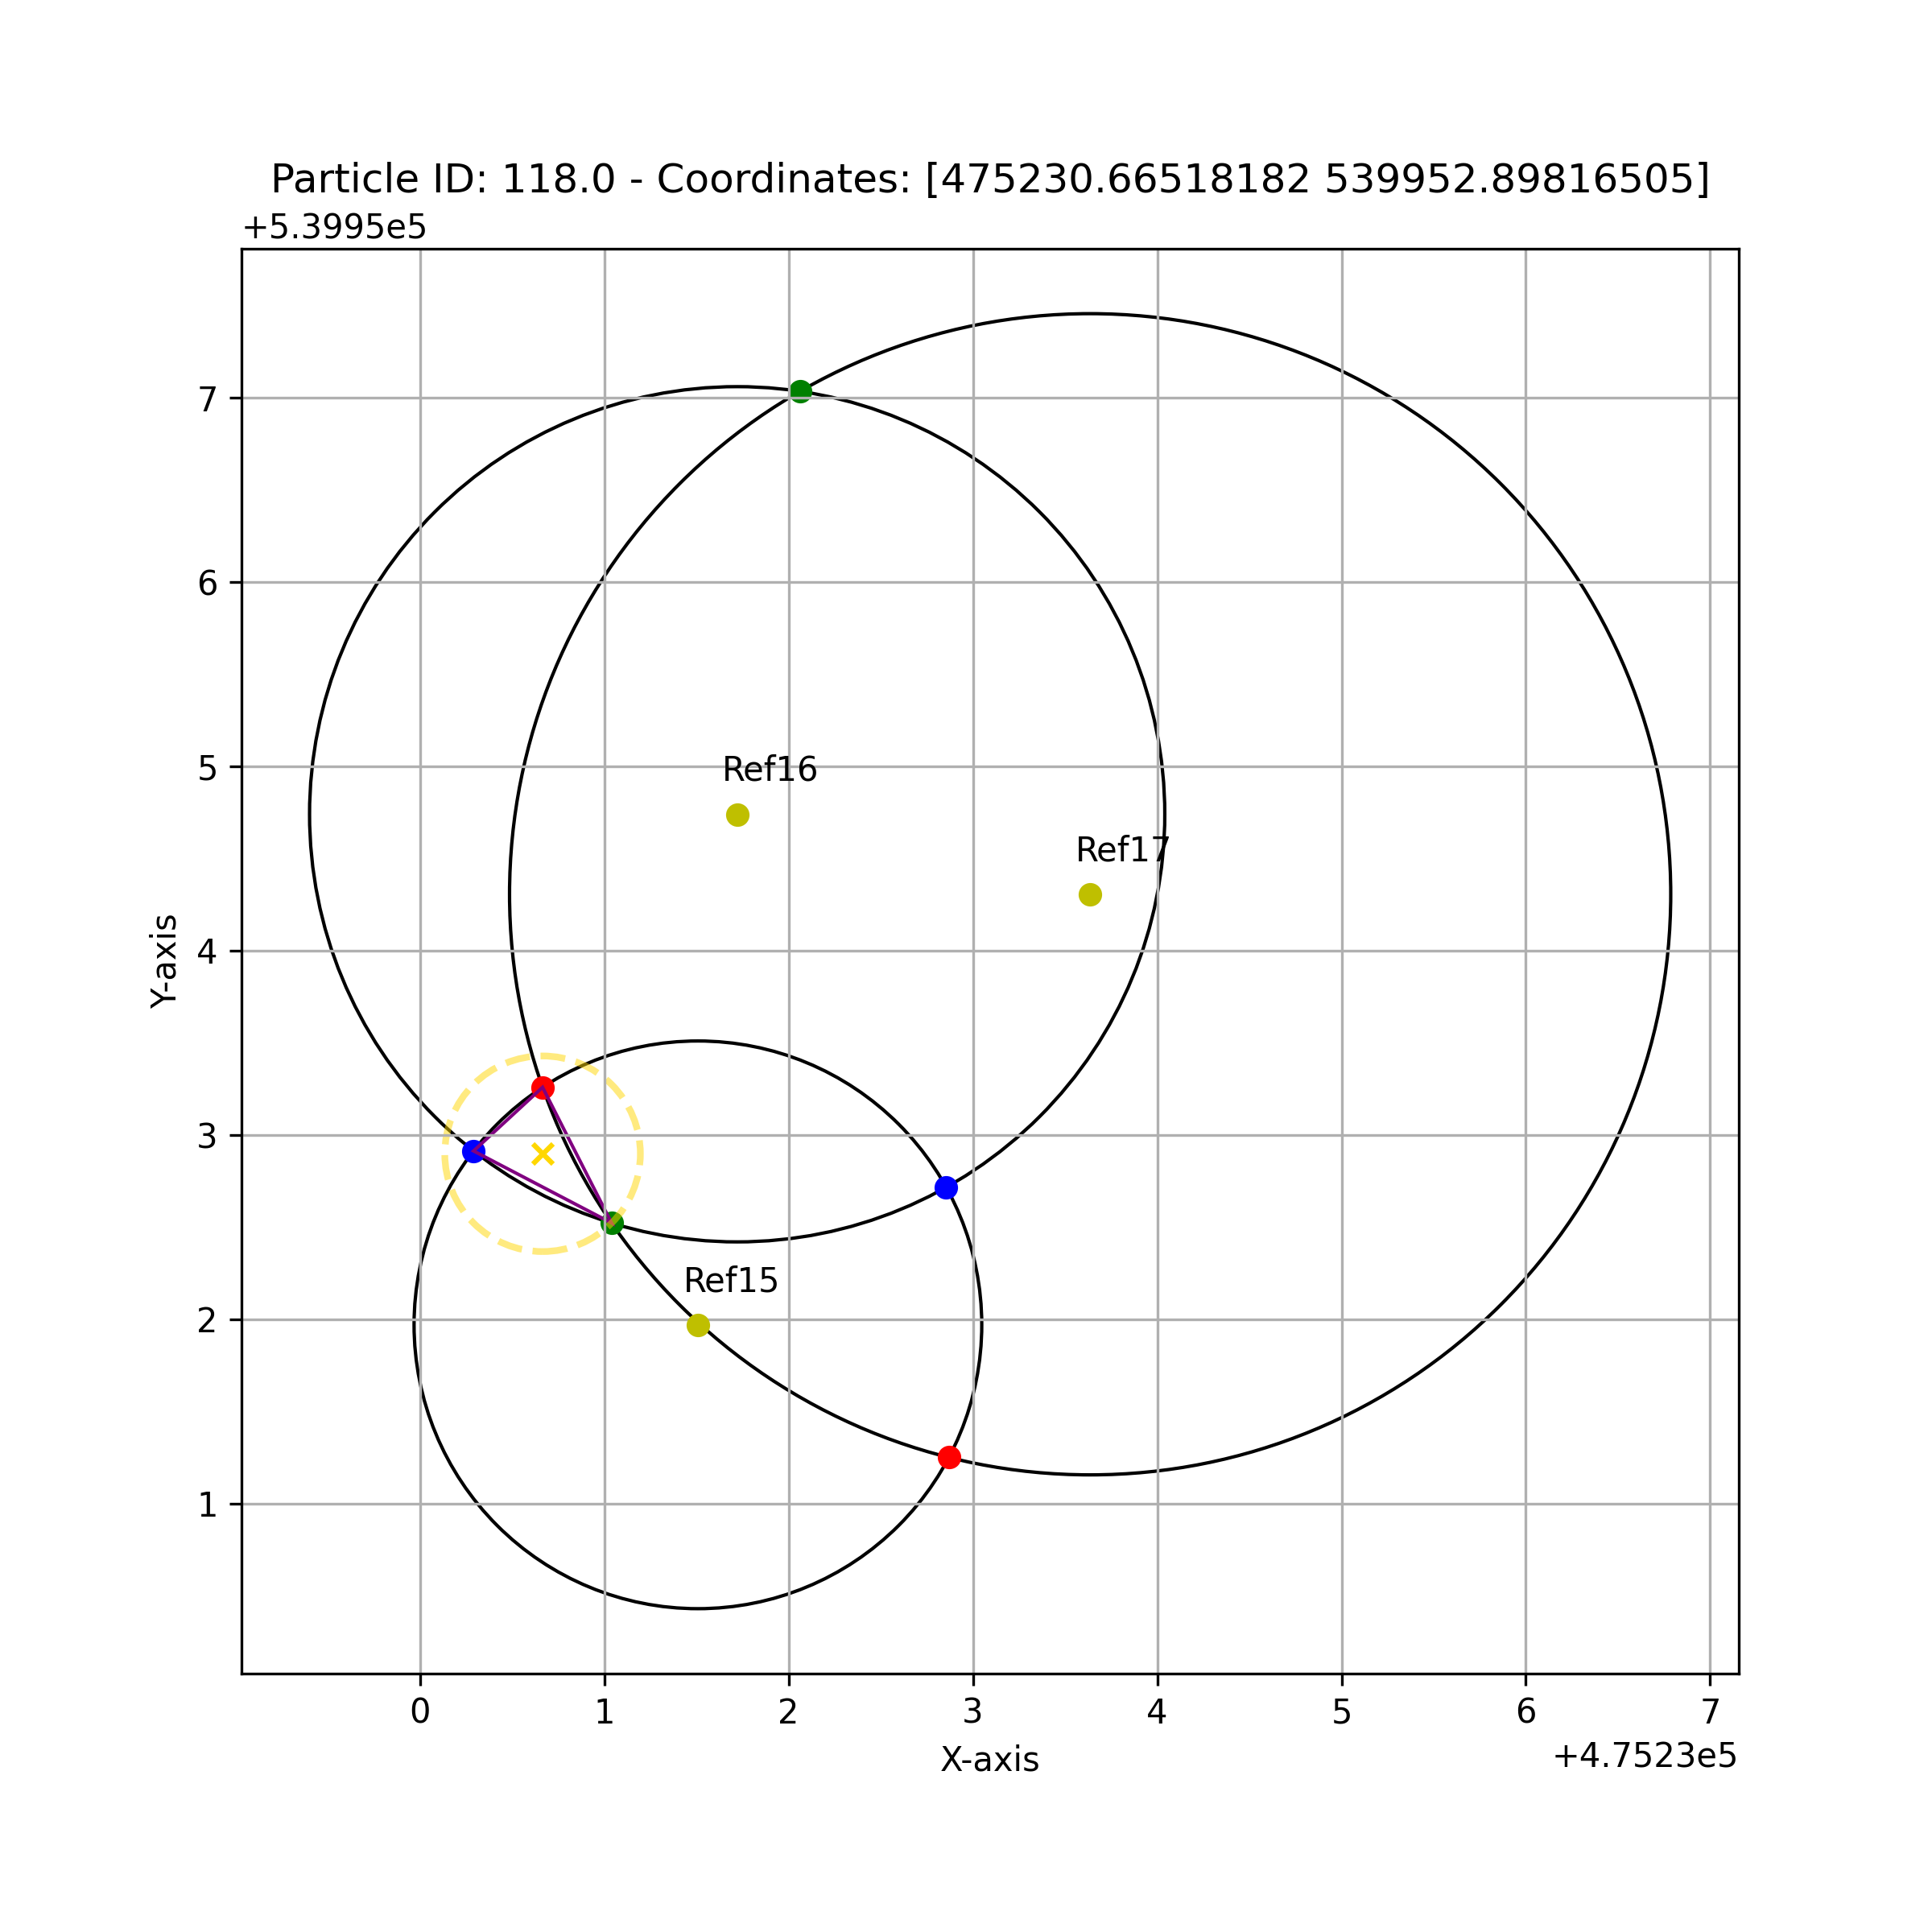 Particle ID: 118.0 - Coordinates: [475230.66518182 539952.89816505]
+5.3995e5
7
6
Ref16
5
Ref17
4
Y-axis
3
Ref15
2
1
0 1 2 3 4 5 6 7
X-axis
+4.7523e5